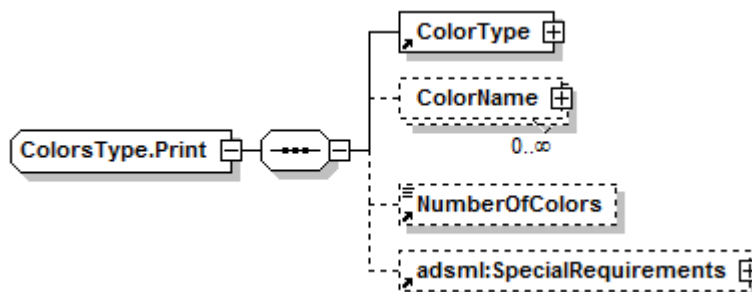 ColorType
ColorName
0..∞
ColorsType.Print
NumberOfColors
adsml:SpecialRequirements